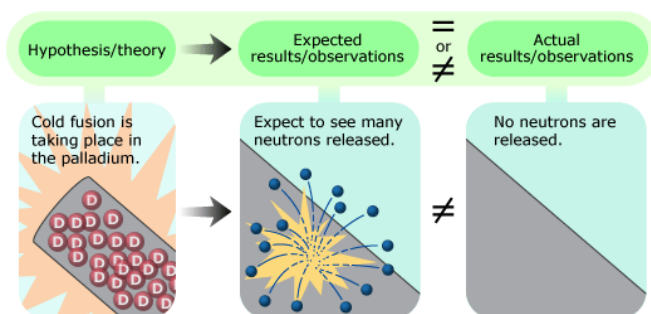 Hypothesis/theory
Expected
results/observations
=
or
≠
Actual
results/observations
Cold fusion is
taking place in
the palladium.
D
D D D
D D D D
D D D D
D D D D
D D D
D D D
Expect to see many
neutrons released.
≠
No neutrons are
released.